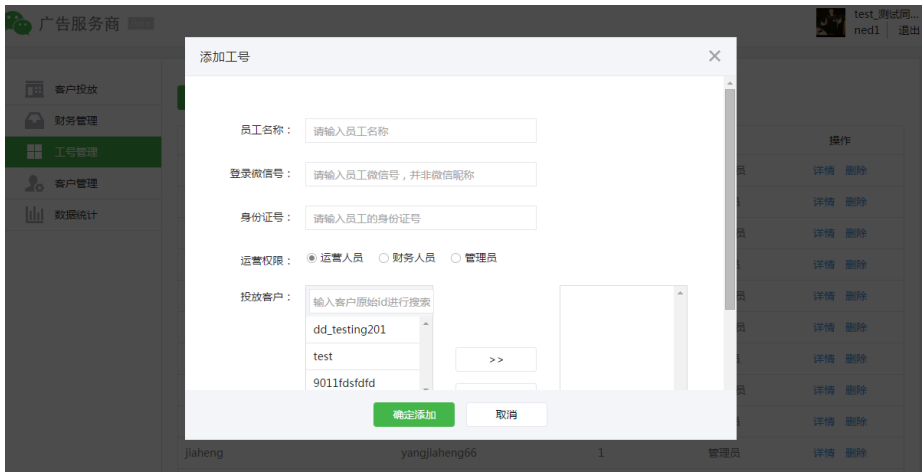 广告服务商
test_测试同...
ned1 退出
添加工号
客户投放
财务管理
工号管理
客户管理
数据统计
员工名称： 请输入员工名称
登录微信号： 请输入员工微信号，并非微信昵称
身份证号： 请输入员工的身份证号
运营权限： 运营人员 财务人员 管理员
投放客户： 输入客户原始id进行搜索
dd_testing201
test
9011fdsfdfd
>>
确定添加 取消
操作
员 详情 删除
详情 删除
员 详情 删除
详情 删除
员 详情 删除
员 详情 删除
详情 删除
员 详情 删除
详情 删除
jiaheng yangjiaheng66 1 管理员 详情 删除